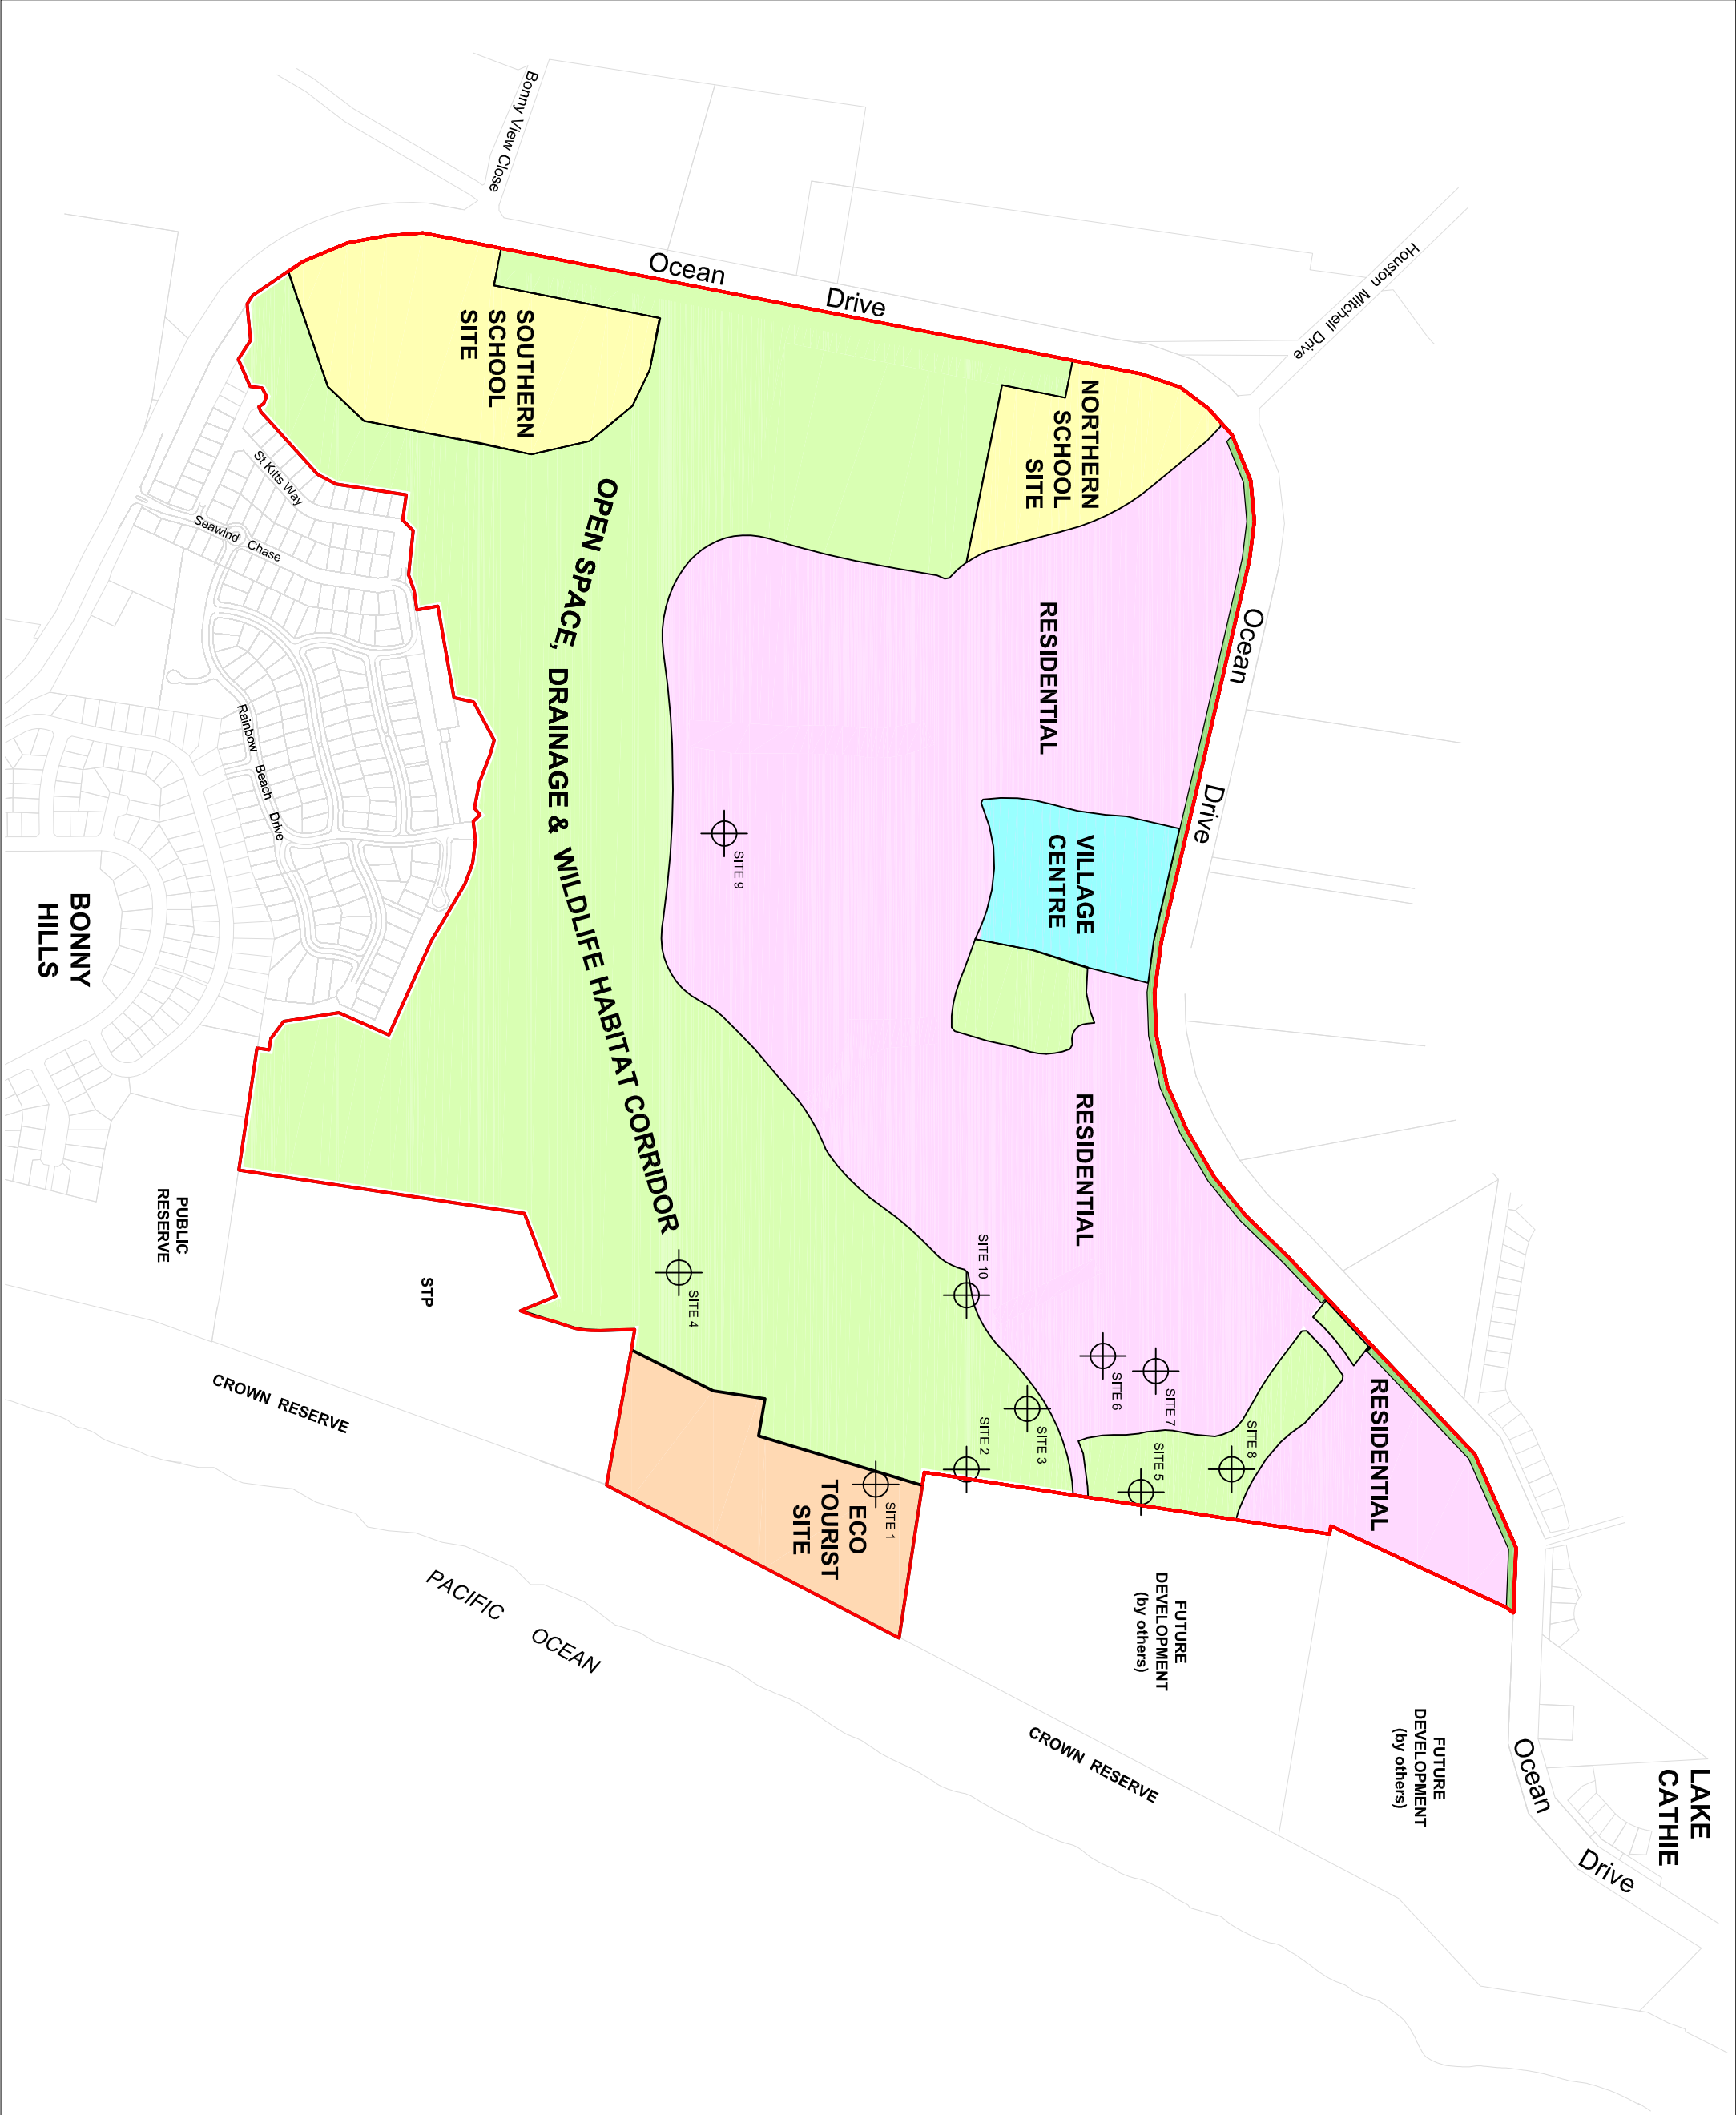 Bonny View Close
Houston Mitchell Drive
Ocean
Drive
SOUTHERN
SCHOOL
SITE
NORTHERN
SCHOOL
SITE
St Kitts Way
Seawind Chase
OPEN SPACE, DRAINAGE & WILDLIFE HABITAT CORRIDOR
RESIDENTIAL
Ocean
Drive
Rainbow Beach Drive
VILLAGE
CENTRE
SITE 9
BONNY
HILLS
RESIDENTIAL
PUBLIC
RESERVE
STP
SITE 4
SITE 10
SITE 6
SITE 7
SITE 3
SITE 2
SITE 5
SITE 8
RESIDENTIAL
CROWN RESERVE
SITE 1
ECO
TOURIST
SITE
PACIFIC OCEAN
FUTURE
DEVELOPMENT
(by others)
CROWN RESERVE
FUTURE
DEVELOPMENT
(by others)
Ocean
Drive
LAKE
CATHIE